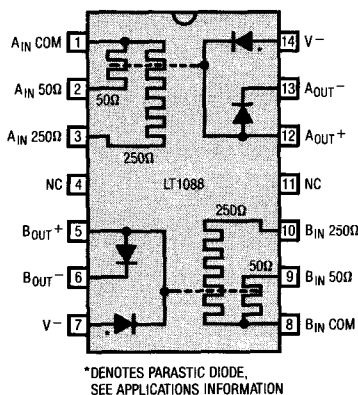 A_IN COM 1
A_IN 50Ω 2
A_IN 250Ω 3
NC 4
B_OUT+ 5
B_OUT− 6
V− 7
14 V−
13 A_OUT−
12 A_OUT+
11 NC
10 B_IN 250Ω
9 B_IN 50Ω
8 B_IN COM
50Ω
250Ω
LT1088
250Ω
50Ω
*
*
*DENOTES PARASTIC DIODE,
SEE APPLICATIONS INFORMATION